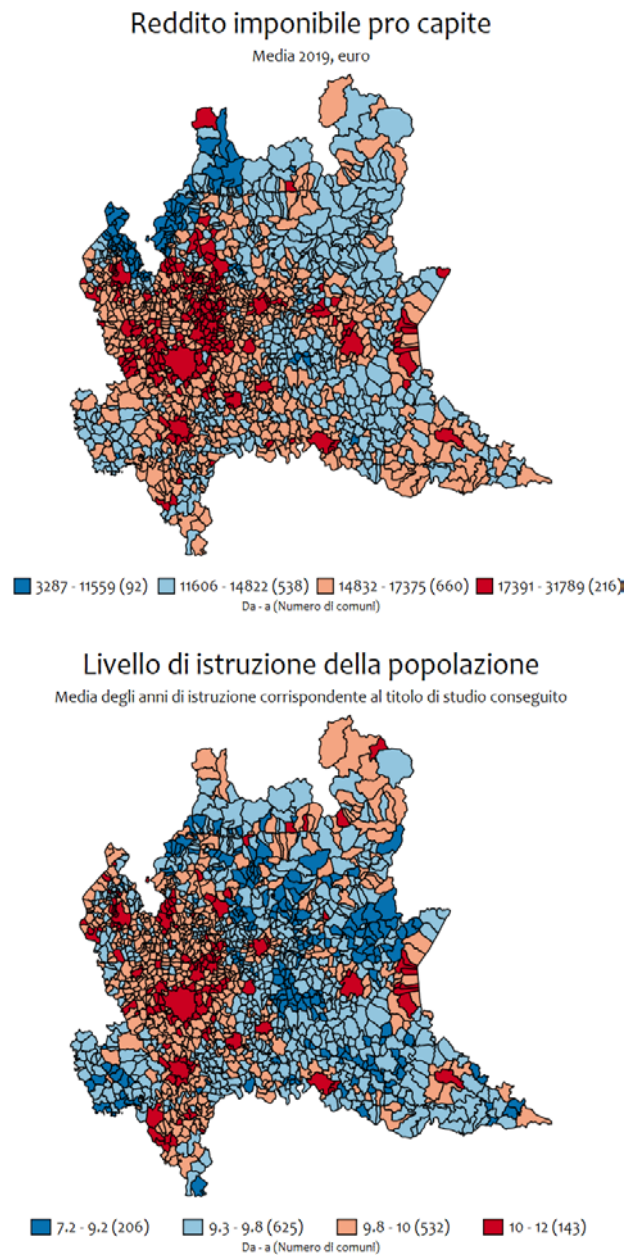 Reddito imponibile pro capite
Media 2019, euro
3287 - 11559 (92) 11606 - 14822 (538) 14832 - 17375 (660) 17391 - 31789 (216)
Da - a (Numero di comuni)
Livello di istruzione della popolazione
Media degli anni di istruzione corrispondente al titolo di studio conseguito
7.2 - 9.2 (206) 9.3 - 9.8 (625) 9.8 - 10 (532) 10 - 12 (143)
Da - a (Numero di comuni)